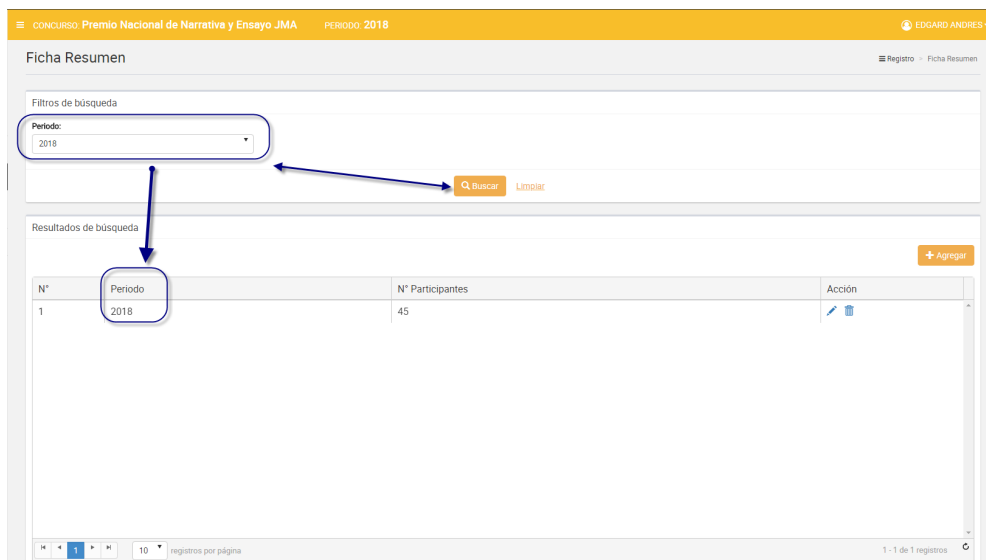 CONCURSO: Premio Nacional de Narrativa y Ensayo JMA PERIODO: 2018 EDGARD ANDRES
Ficha Resumen Registro > Ficha Resumen
Filtros de búsqueda
Periodo:
2018
Buscar Limpiar
Resultados de búsqueda
Agregar
N° Periodo N° Participantes Acción
1 2018 45
1 10 registros por página 1 - 1 de 1 registros